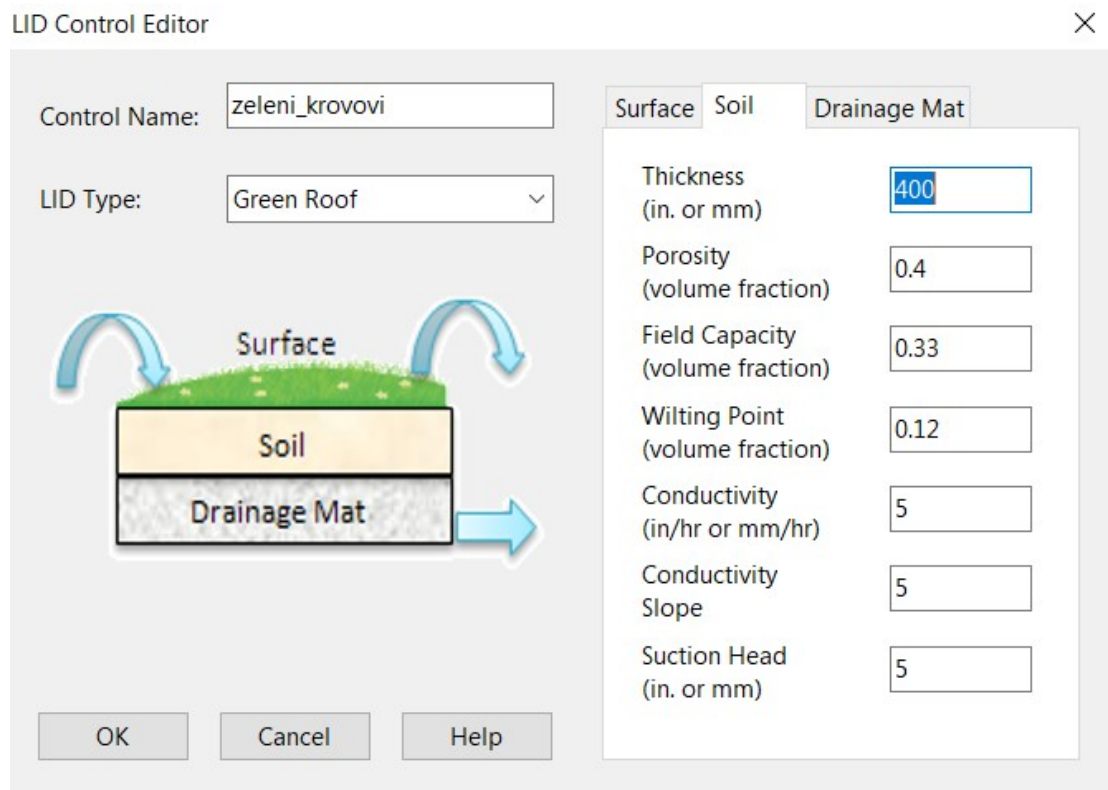 LID Control Editor
Control Name:
zeleni_krovovi
LID Type:
Green Roof
Surface
Soil
Drainage Mat
OK
Cancel
Help
Surface
Soil
Drainage Mat
Thickness
(in. or mm)
400
Porosity
(volume fraction)
0.4
Field Capacity
(volume fraction)
0.33
Wilting Point
(volume fraction)
0.12
Conductivity
(in/hr or mm/hr)
5
Conductivity
Slope
5
Suction Head
(in. or mm)
5